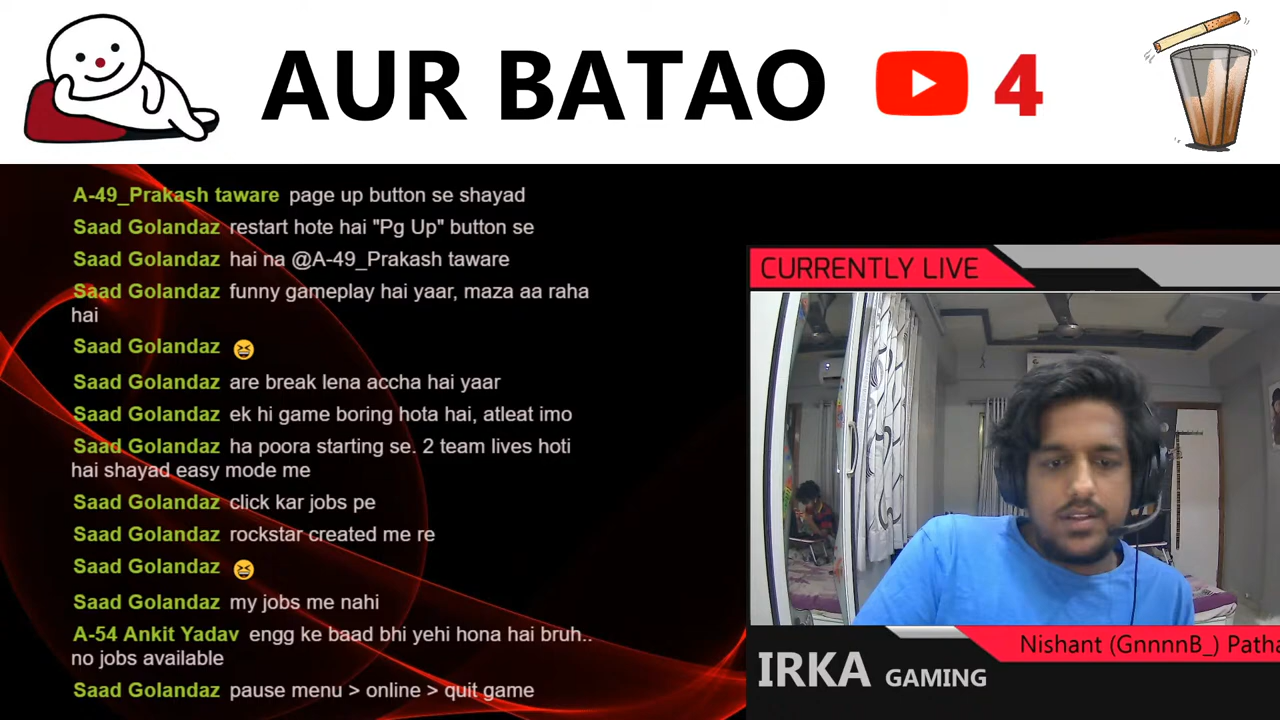 AUR BATAO 4
A-49_Prakash taware page up button se shayad
Saad Golandaz restart hote hai "Pg Up" button se
Saad Golandaz hai na @A-49_Prakash taware
Saad Golandaz funny gameplay hai yaar, maza aa raha
hai
Saad Golandaz 😆
Saad Golandaz are break lena accha hai yaar
Saad Golandaz ek hi game boring hota hai, atleat imo
Saad Golandaz ha poora starting se. 2 team lives hoti
hai shayad easy mode me
Saad Golandaz click kar jobs pe
Saad Golandaz rockstar created me re
Saad Golandaz 😆
Saad Golandaz my jobs me nahi
A-54 Ankit Yadav engg ke baad bhi yehi hona hai bruh..
no jobs available
Saad Golandaz pause menu > online > quit game
CURRENTLY LIVE
Nishant (GnnnnB_) Patha
IRKA GAMING